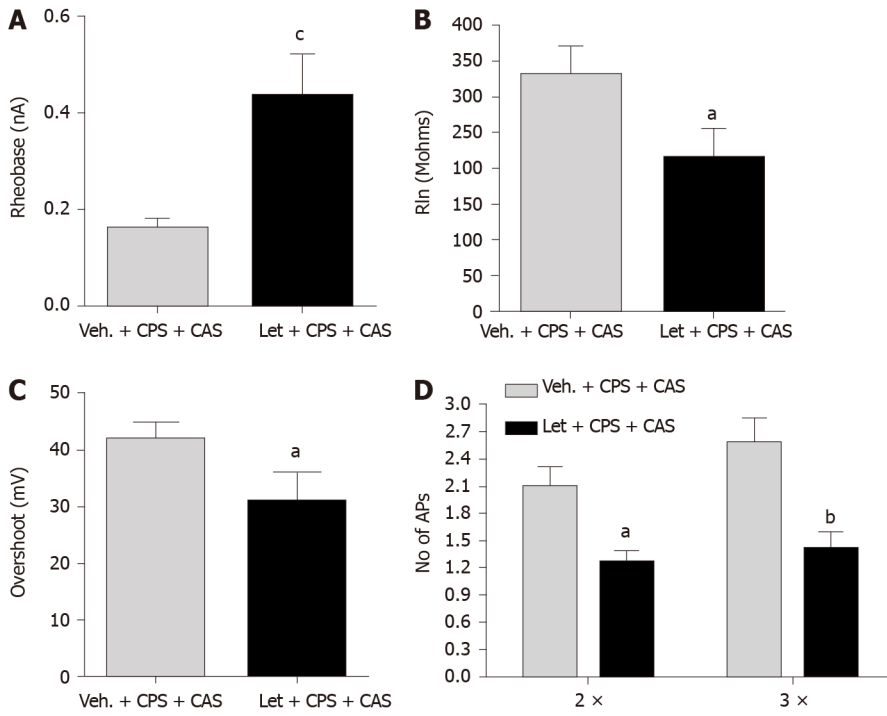 A
0.6
0.4
0.2
0.0
Rheobase (nA)
c
Veh. + CPS + CAS
Let + CPS + CAS
B
400
350
300
350
100
350
300
50
0
RIn (Mohms)
a
Veh. + CPS + CAS
Let + CPS + CAS
C
50
40
30
20
10
0
Overshoot (mV)
a
Veh. + CPS + CAS
Let + CPS + CAS
D
Veh. + CPS + CAS
Let + CPS + CAS
3.0
2.7
2.4
2.1
1.8
1.5
1.2
0.9
0.6
0.3
0.0
No of APs
a
b
2 ×
3 ×